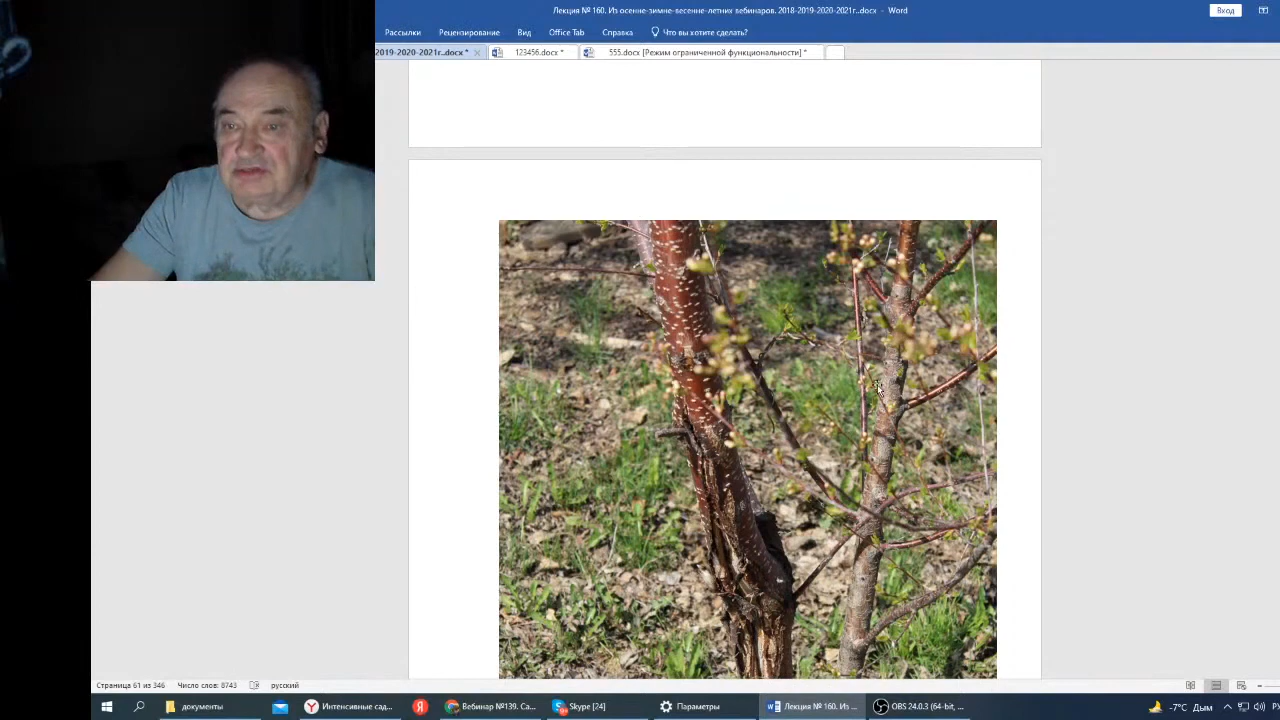 Лекция № 160. Из осенне-зимне-весенне-летних вебинаров. 2018-2019-2020-2021г..docx - Word
Вход
Рассылки Рецензирование Вид Office Tab Справка Что вы хотите сделать?
2019-2020-2021г..docx * 123456.docx * 555.docx [Режим ограниченной функциональности] *
Страница 61 из 346 Число слов: 8743 русский
документы Интенсивные сад... Вебинар №139. Са... Skype [24] Параметры Лекция № 160. Из ... OBS 24.0.3 (64-bit, ... -7°C Дым